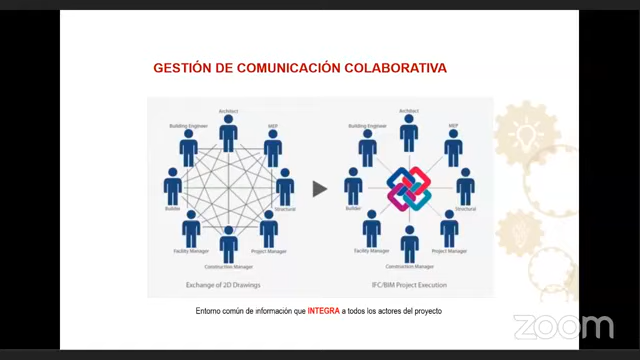 GESTIÓN DE COMUNICACIÓN COLABORATIVA
Architect
Building Engineer
MEP
Builder
Structural
Facility Manager
Project Manager
Construction Manager
Exchange of 2D Drawings
Architect
Building Engineer
MEP
Builder
Structural
Facility Manager
Project Manager
Construction Manager
IFC/BIM Project Execution
Entorno común de información que INTEGRA a todos los actores del proyecto
zoom